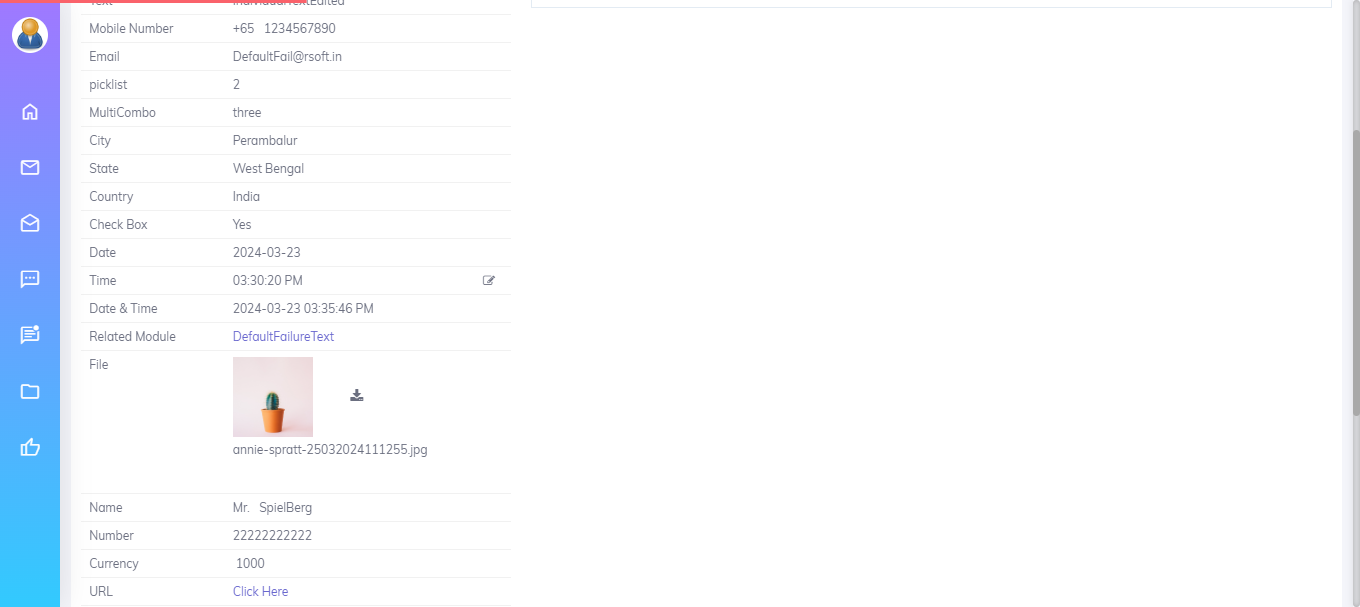 Text IndividualTextEdited
Mobile Number +65 1234567890
Email DefaultFail@rsoft.in
picklist 2
MultiCombo three
City Perambalur
State West Bengal
Country India
Check Box Yes
Date 2024-03-23
Time 03:30:20 PM
Date & Time 2024-03-23 03:35:46 PM
Related Module DefaultFailureText
File
annie-spratt-25032024111255.jpg
Name Mr. SpielBerg
Number 22222222222
Currency 1000
URL Click Here